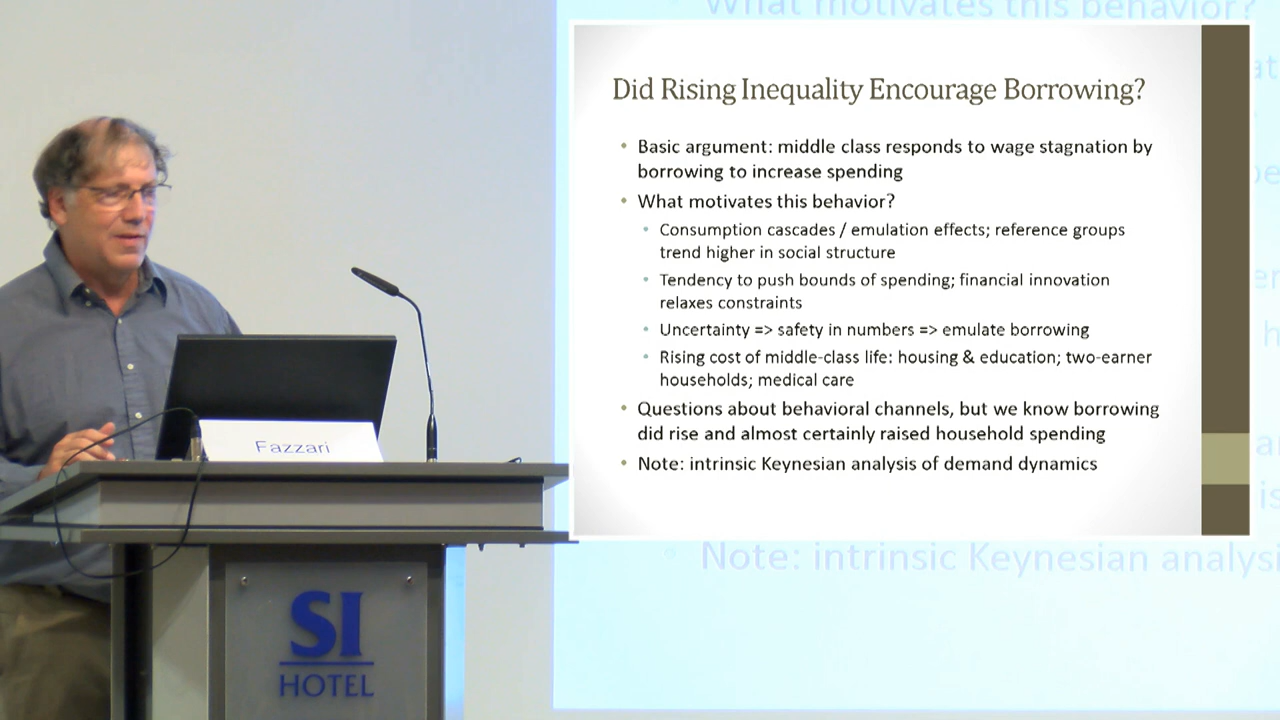 What motivates this behavior?
Did Rising Inequality Encourage Borrowing?
• Basic argument: middle class responds to wage stagnation by
borrowing to increase spending
• What motivates this behavior?
• Consumption cascades / emulation effects; reference groups
trend higher in social structure
• Tendency to push bounds of spending; financial innovation
relaxes constraints
• Uncertainty => safety in numbers => emulate borrowing
• Rising cost of middle-class life: housing & education; two-earner
households; medical care
• Questions about behavioral channels, but we know borrowing
did rise and almost certainly raised household spending
• Note: intrinsic Keynesian analysis of demand dynamics
Note: intrinsic Keynesian analysi
Fazzari
SI
HOTEL